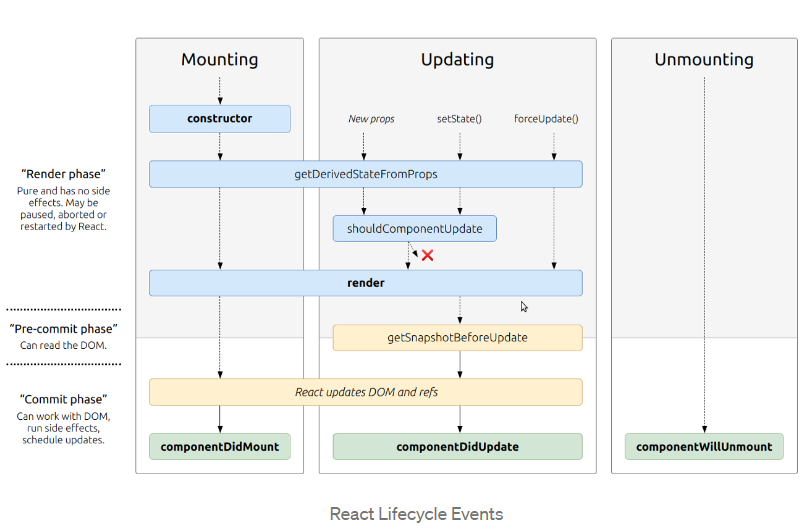 Mounting
Updating
Unmounting
constructor
New props
setState()
forceUpdate()
“Render phase”
Pure and has no side
effects. May be
paused, aborted or
restarted by React.
getDerivedStateFromProps
shouldComponentUpdate
render
“Pre-commit phase”
Can read the DOM.
getSnapshotBeforeUpdate
“Commit phase”
Can work with DOM,
run side effects,
schedule updates.
React updates DOM and refs
componentDidMount
componentDidUpdate
componentWillUnmount
React Lifecycle Events